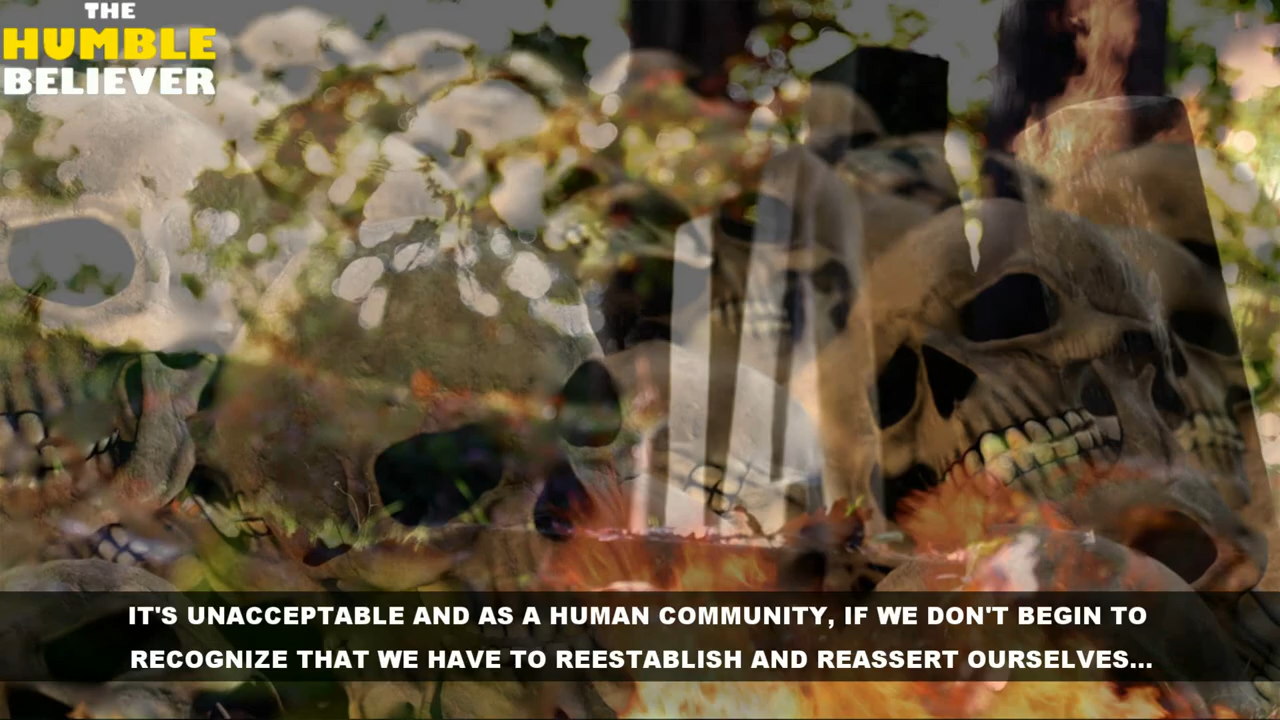 THE
HUMBLE
BELIEVER
IT'S UNACCEPTABLE AND AS A HUMAN COMMUNITY, IF WE DON'T BEGIN TO
RECOGNIZE THAT WE HAVE TO REESTABLISH AND REASSERT OURSELVES...